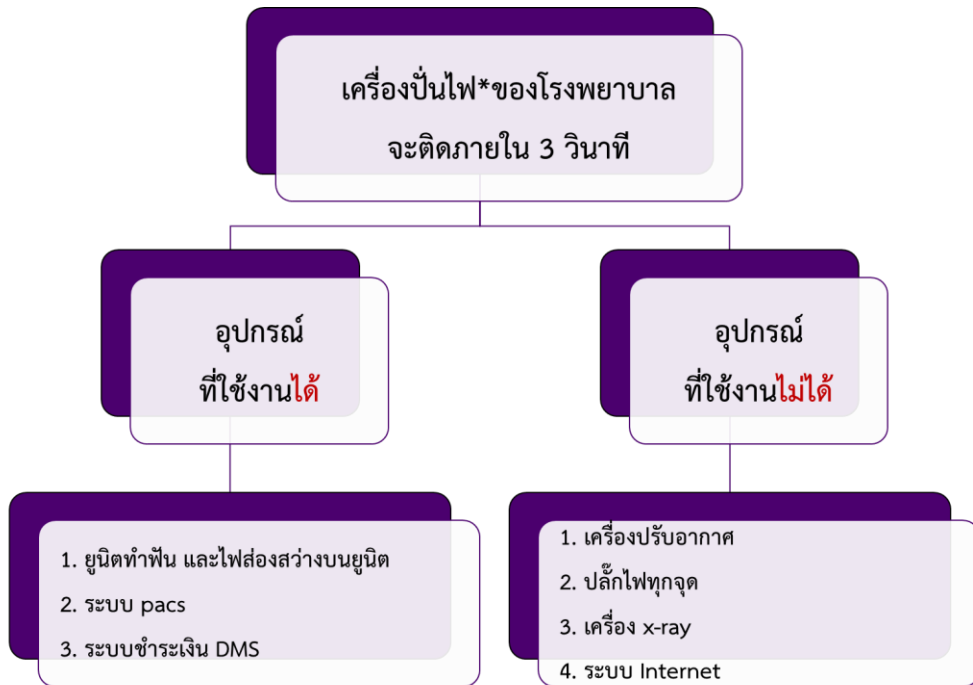 เครื่องปั่นไฟ*ของโรงพยาบาล
จะติดภายใน 3 วินาที
อุปกรณ์
ที่ใช้งานได้
อุปกรณ์
ที่ใช้งานไม่ได้
1. ยูนิตทำฟัน และไฟส่องสว่างบนยูนิต
2. ระบบ pacs
3. ระบบชำระเงิน DMS
1. เครื่องปรับอากาศ
2. ปลั๊กไฟทุกจุด
3. เครื่อง x-ray
4. ระบบ Internet